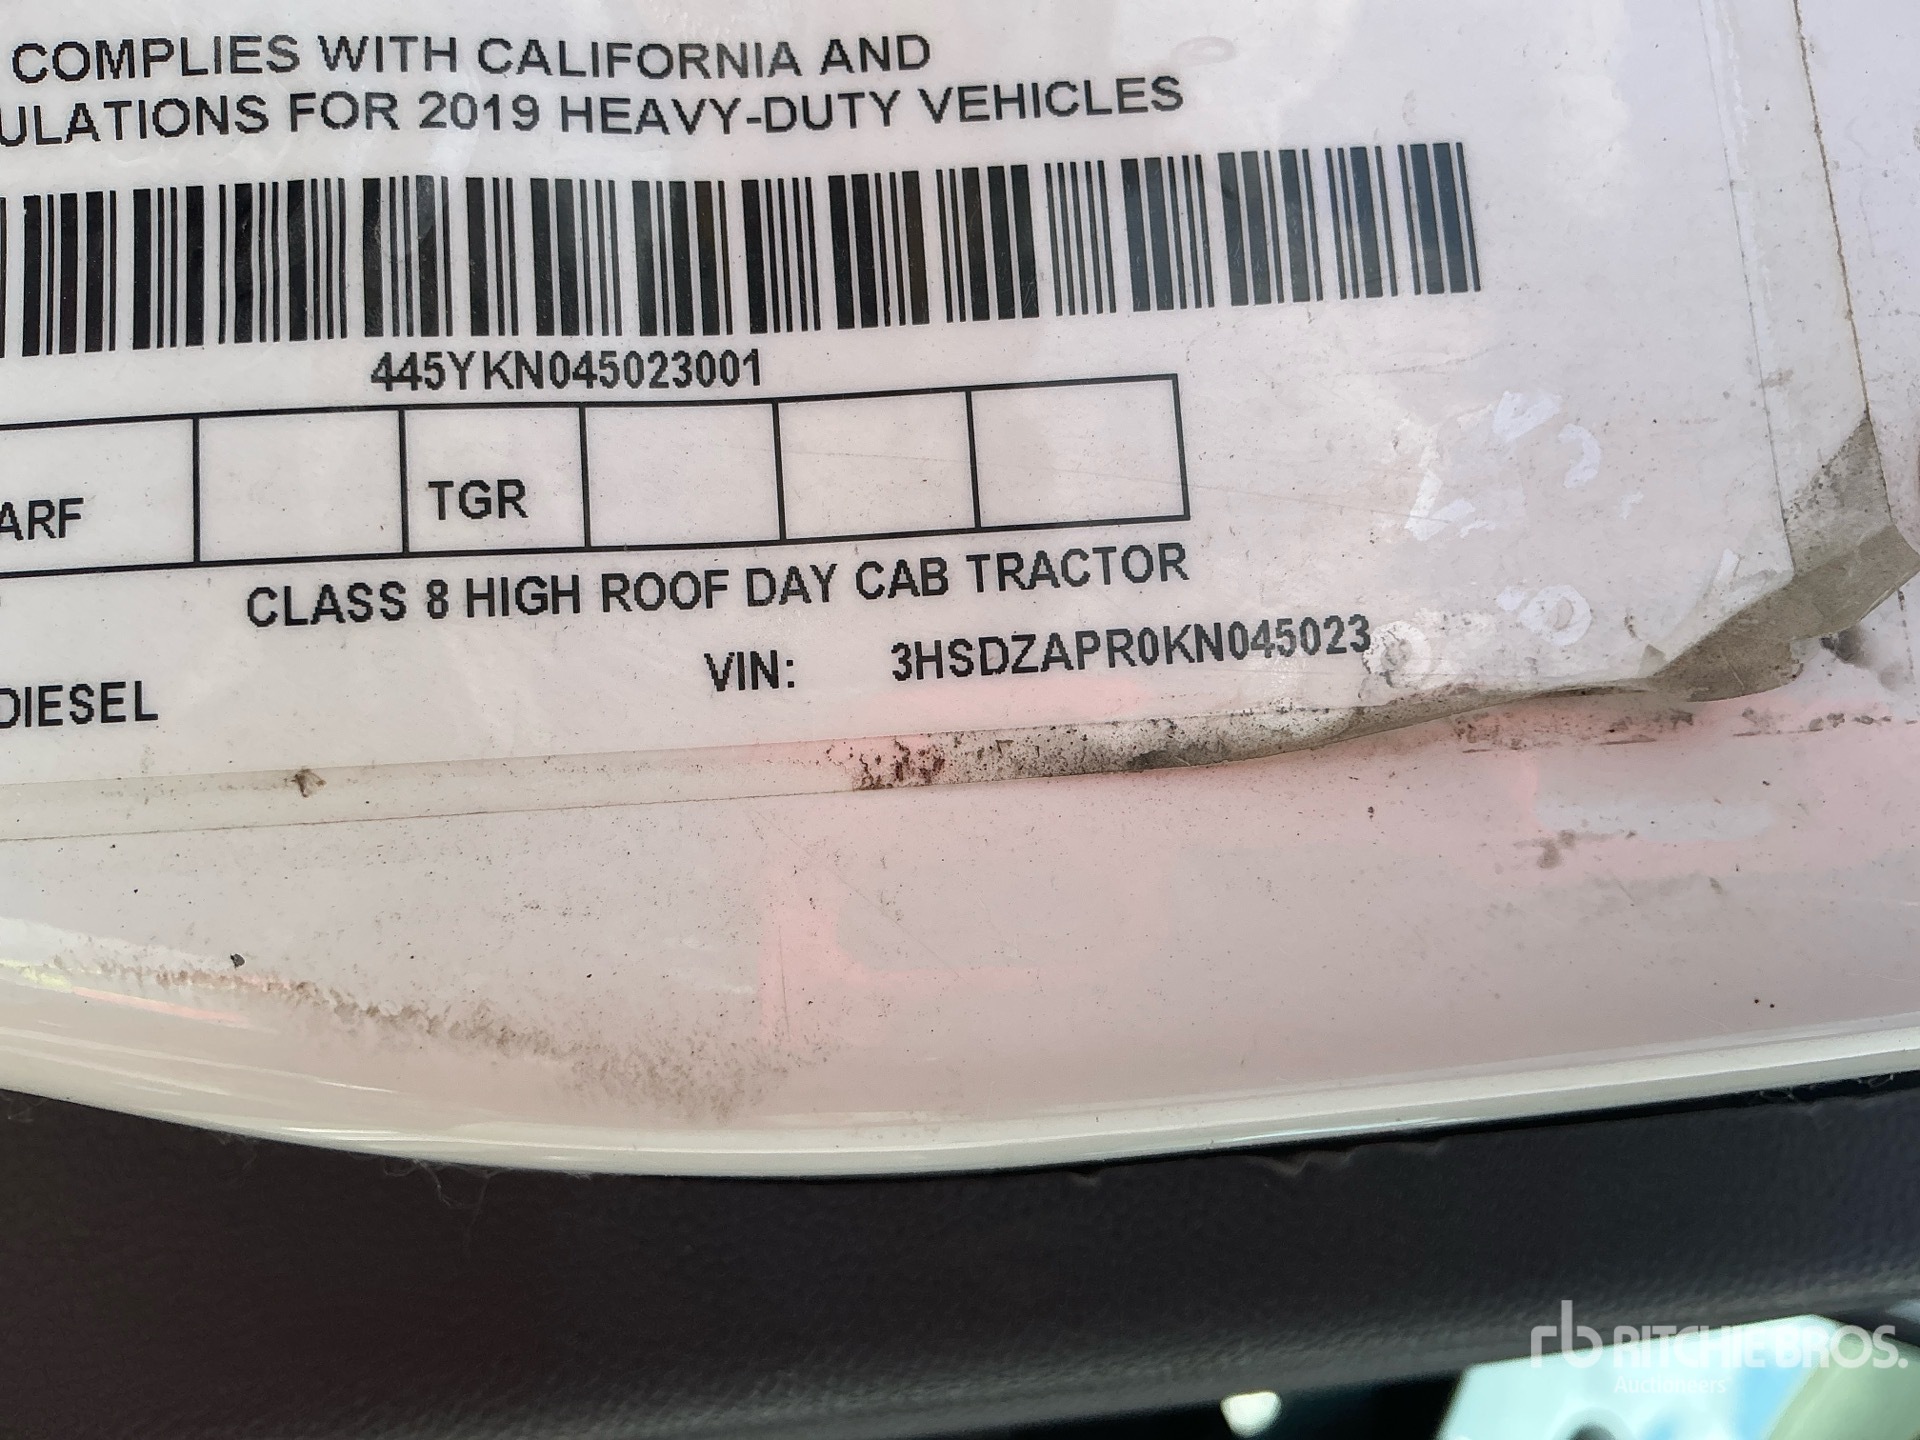 COMPLIES WITH CALIFORNIA AND
ULATIONS FOR 2019 HEAVY-DUTY VEHICLES
445YKN045023001
ARF TGR
CLASS 8 HIGH ROOF DAY CAB TRACTOR
VIN: 3HSDZAPR0KN045023
DIESEL
rb RITCHIE BROS.
Auctioneers